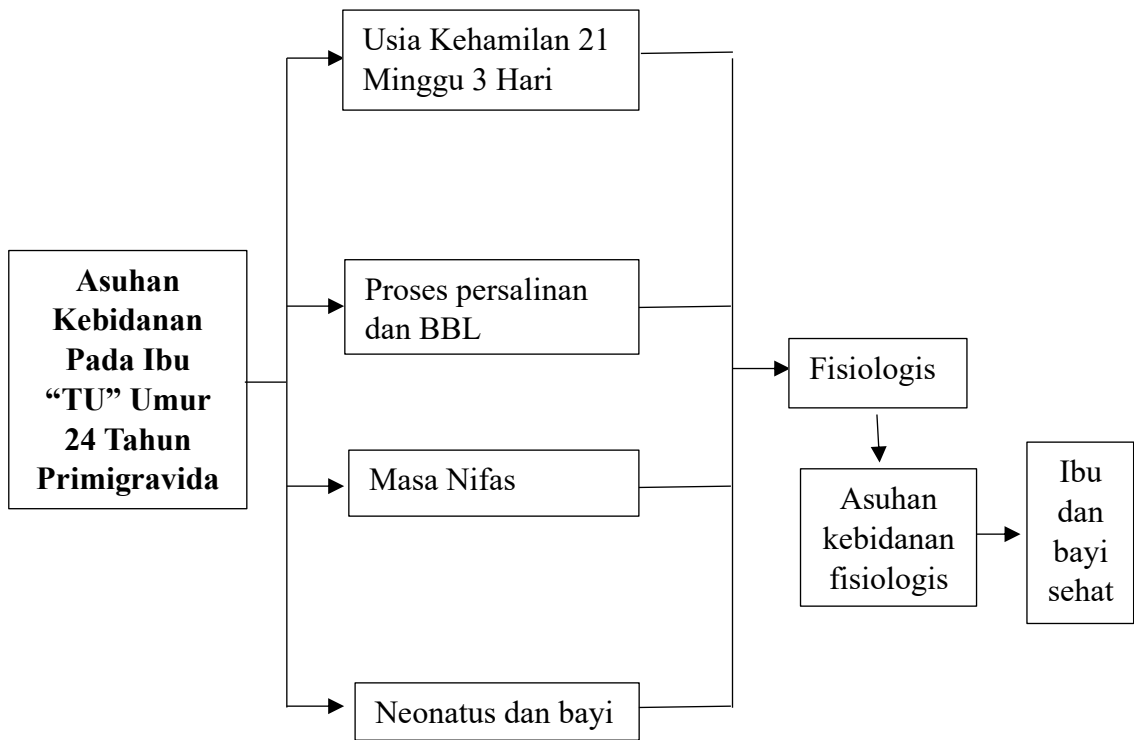 Usia Kehamilan 21
Minggu 3 Hari
Asuhan
Kebidanan
Pada Ibu
“TU” Umur
24 Tahun
Primigravida
Proses persalinan
dan BBL
Masa Nifas
Neonatus dan bayi
Fisiologis
Asuhan
kebidanan
fisiologis
Ibu
dan
bayi
sehat